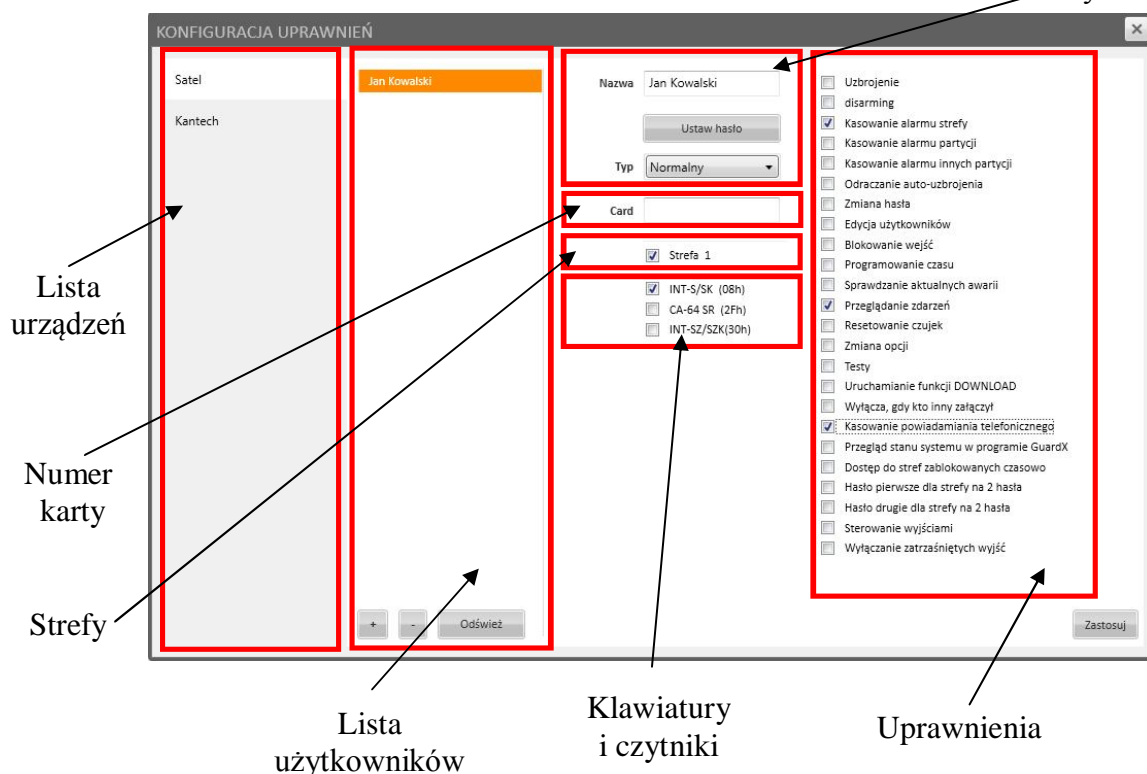 KONFIGURACJA UPRAWNIEŃ
Satel
Kantech
Jan Kowalski
+
-
Odśwież
Nazwa Jan Kowalski
Ustaw hasło
Typ Normalny
Card
Strefa 1
INT-S/SK (08h)
CA-64 SR (2Fh)
INT-SZ/SZK(30h)
Uzbrojenie
disarming
Kasowanie alarmu strefy
Kasowanie alarmu partycji
Kasowanie alarmu innych partycji
Odraczanie auto-uzbrojenia
Zmiana hasła
Edycja użytkowników
Blokowanie wejść
Programowanie czasu
Sprawdzanie aktualnych awarii
Przeglądanie zdarzeń
Resetowanie czujek
Zmiana opcji
Testy
Uruchamianie funkcji DOWNLOAD
Wyłącza, gdy kto inny załączył
Kasowanie powiadamiania telefonicznego
Przegląd stanu systemu w programie GuardX
Dostęp do stref zablokowanych czasowo
Hasło pierwsze dla strefy na 2 hasła
Hasło drugie dla strefy na 2 hasła
Sterowanie wyjściami
Wyłączanie zatrzaśniętych wyjść
Zastosuj
Lista
urządzeń
Numer
karty
Strefy
Lista
użytkowników
Klawiatury
i czytniki
Uprawnienia